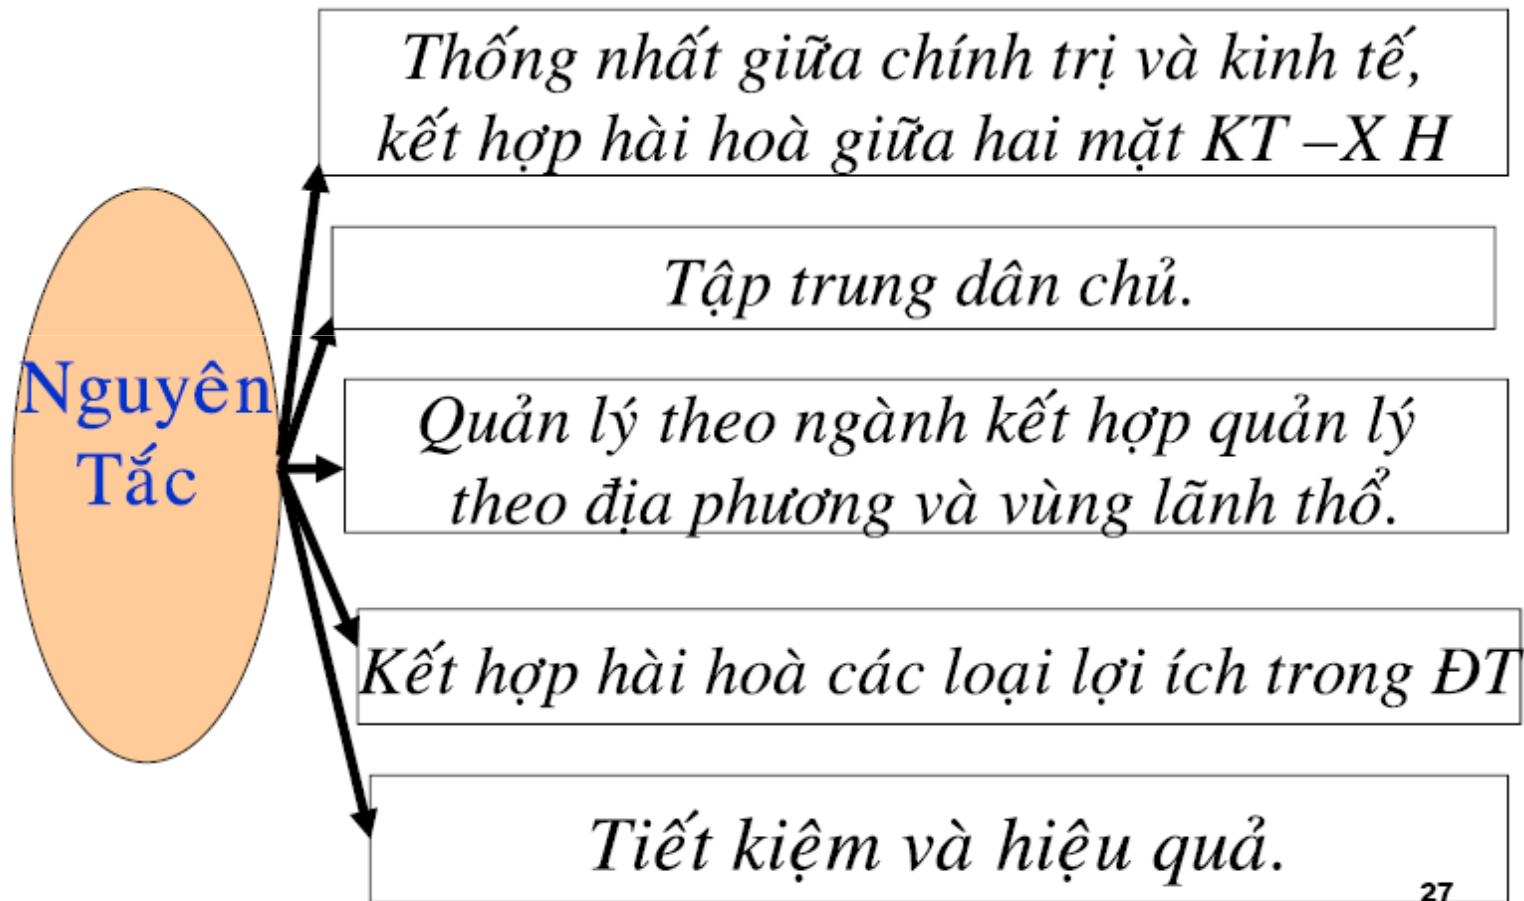 Thống nhất giữa chính trị và kinh tế,
kết hợp hài hoà giữa hai mặt KT –X H
Tập trung dân chủ.
Nguyên
Tắc
Quản lý theo ngành kết hợp quản lý
theo địa phương và vùng lãnh thổ.
Kết hợp hài hoà các loại lợi ích trong ĐT
Tiết kiệm và hiệu quả.
27